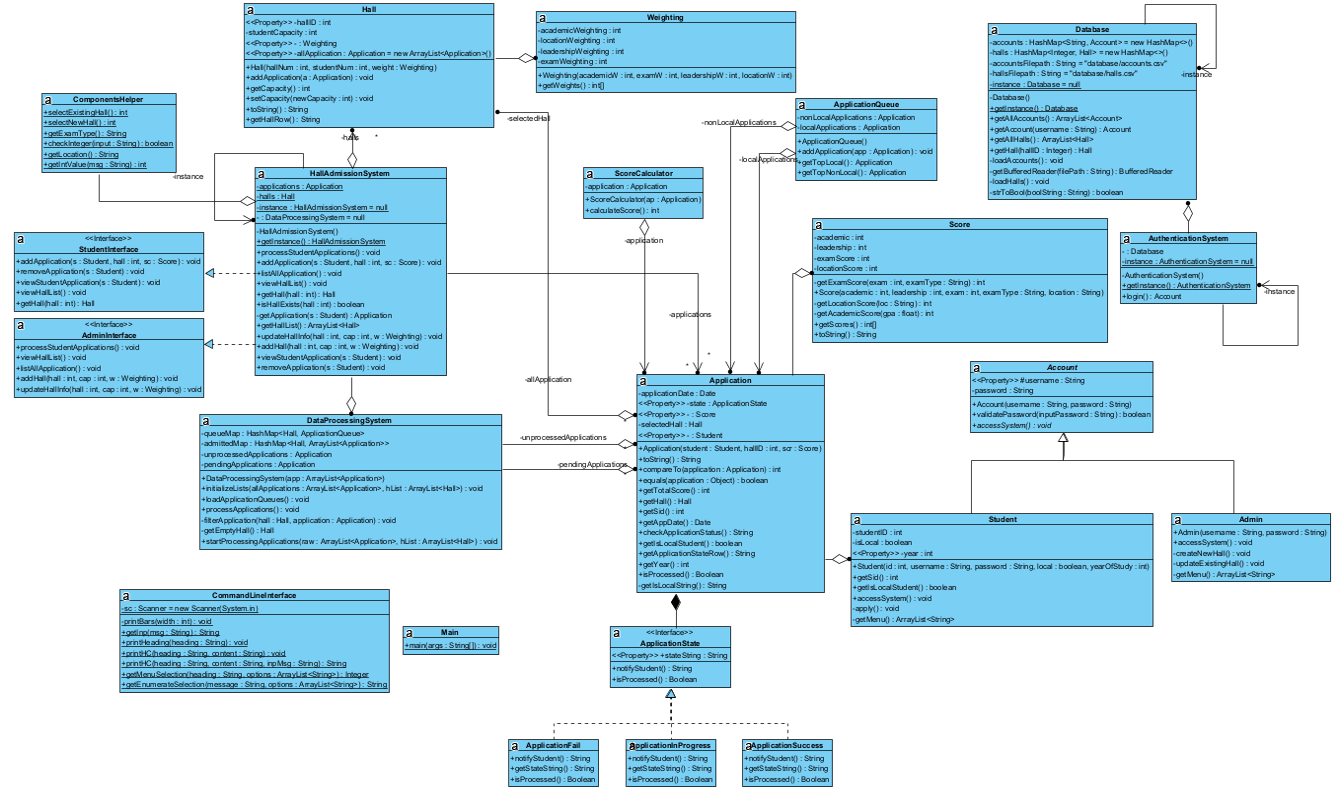 Hall
<<Property>> -hallID : int
-studentCapacity : int
<<Property>> - : Weighting
<<Property>> -allApplication : Application = new ArrayList<Application>()
+Hall(hallNum : int, studentNum : int, weight : Weighting)
+addApplication(a : Application) : void
+getCapacity() : int
+setCapacity(newCapacity : int) : void
+toString() : String
+getHallRow() : String
Weighting
-academicWeighting : int
-locationWeighting : int
-leadershipWeighting : int
-examWeighting : int
+Weighting(academicW : int, examW : int, leadershipW : int, locationW : int)
+getWeights() : int[]
Database
-accounts : HashMap<String, Account> = new HashMap<>()
-halls : HashMap<Integer, Hall> = new HashMap<>()
-accountsFilepath : String = "database/accounts.csv"
-hallsFilepath : String = "database/halls.csv"
-instance : Database = null
-Database()
+getInstance() : Database
+getAllAccounts() : ArrayList<Account>
+getAccount(username : String) : Account
+getAllHalls() : ArrayList<Hall>
+getHall(hallID : Integer) : Hall
-loadAccounts() : void
-getBufferedReader(filePath : String) : BufferedReader
-loadHalls() : void
-strToBool(boolString : String) : boolean
-instance
ComponentsHelper
+selectExistingHall() : int
+selectNewHall() : int
+getExamType() : String
+checkInteger(input : String) : boolean
+getLocation() : String
+getIntValue(msg : String) : int
-halls
*
-selectedHall
-nonLocalApplications
-localApplications
ApplicationQueue
-nonLocalApplications : Application
-localApplications : Application
+ApplicationQueue()
+addApplication(app : Application) : void
+getTopLocal() : Application
+getTopNonLocal() : Application
-instance
HallAdmissionSystem
-applications : Application
-halls : Hall
-instance : HallAdmissionSystem = null
- : DataProcessingSystem = null
-HallAdmissionSystem()
+getInstance() : HallAdmissionSystem
+processStudentApplications() : void
+addApplication(s : Student, hall : int, sc : Score) : void
+listAllApplication() : void
+viewHallList() : void
+getHall(hall : int) : Hall
+isHallExists(hall : int) : boolean
-getApplication(s : Student) : Application
+getHallList() : ArrayList<Hall>
+updateHallInfo(hall : int, cap : int, w : Weighting) : void
+addHall(hall : int, cap : int, w : Weighting) : void
+viewStudentApplication(s : Student) : void
+removeApplication(s : Student) : void
ScoreCalculator
-application : Application
+ScoreCalculator(ap : Application)
+calculateScore() : int
-application
Score
-academic : int
-leadership : int
-examScore : int
-locationScore : int
-getExamScore(exam : int, examType : String) : int
+Score(academic : int, leadership : int, exam : int, examType : String, location : String)
-getLocationScore(loc : String) : int
-getAcademicScore(gpa : float) : int
+getScores() : int[]
+toString() : String
AuthenticationSystem
- : Database
-instance : AuthenticationSystem = null
-AuthenticationSystem()
+getInstance() : AuthenticationSystem
+login() : Account
-instance
<<Interface>>
StudentInterface
+addApplication(s : Student, hall : int, sc : Score) : void
+removeApplication(s : Student) : void
+viewStudentApplication(s : Student) : void
+viewHallList() : void
+getHall(hall : int) : Hall
<<Interface>>
AdminInterface
+processStudentApplications() : void
+viewHallList() : void
+listAllApplication() : void
+addHall(hall : int, cap : int, w : Weighting) : void
+updateHallInfo(hall : int, cap : int, w : Weighting) : void
-applications
*
*
-allApplication
Application
-applicationDate : Date
<<Property>> -state : ApplicationState
<<Property>> - : Score
-selectedHall : Hall
<<Property>> - : Student
+Application(student : Student, hallID : int, scr : Score)
+toString() : String
+compareTo(application : Application) : int
+equals(application : Object) : boolean
+getTotalScore() : int
+getHall() : Hall
+getSid() : int
+getAppDate() : Date
+checkApplicationStatus() : String
+getIsLocalStudent() : boolean
+getApplicationStateRow() : String
+getYear() : int
+isProcessed() : Boolean
-getIsLocalString() : String
Account
<<Property>> #username : String
-password : String
+Account(username : String, password : String)
+validatePassword(inputPassword : String) : boolean
+accessSystem() : void
DataProcessingSystem
-queueMap : HashMap<Hall, ApplicationQueue>
-admittedMap : HashMap<Hall, ArrayList<Application>>
-unprocessedApplications : Application
-pendingApplications : Application
+DataProcessingSystem(app : ArrayList<Application>)
+initializeLists(allApplications : ArrayList<Application>, hList : ArrayList<Hall>) : void
+loadApplicationQueues() : void
+processApplications() : void
-filterApplication(hall : Hall, application : Application) : void
-getEmptyHall() : Hall
+startProcessingApplications(raw : ArrayList<Application>, hList : ArrayList<Hall>) : void
-unprocessedApplications
-pendingApplications
Student
-studentID : int
-isLocal : boolean
<<Property>> -year : int
+Student(id : int, username : String, password : String, local : boolean, yearOfStudy : int)
+getSid() : int
+getIsLocalStudent() : boolean
+accessSystem() : void
-apply() : void
-getMenu() : ArrayList<String>
Admin
+Admin(username : String, password : String)
+accessSystem() : void
-createNewHall() : void
-updateExistingHall() : void
-getMenu() : ArrayList<String>
CommandLineInterface
-sc : Scanner = new Scanner(System.in)
-printBars(width : int) : void
+getInp(msg : String) : String
+printHeading(heading : String) : void
+printHC(heading : String, content : String) : void
+printHC(heading : String, content : String, inpMsg : String) : String
+getMenuSelection(heading : String, options : ArrayList<String>) : Integer
+getEnumerateSelection(message : String, options : ArrayList<String>) : String
Main
+main(args : String[]) : void
<<Interface>>
ApplicationState
<<Property>> +stateString : String
+notifyStudent() : String
+isProcessed() : Boolean
ApplicationFail
+notifyStudent() : String
+getStateString() : String
+isProcessed() : Boolean
ApplicationInProgress
+notifyStudent() : String
+getStateString() : String
+isProcessed() : Boolean
ApplicationSuccess
+notifyStudent() : String
+getStateString() : String
+isProcessed() : Boolean